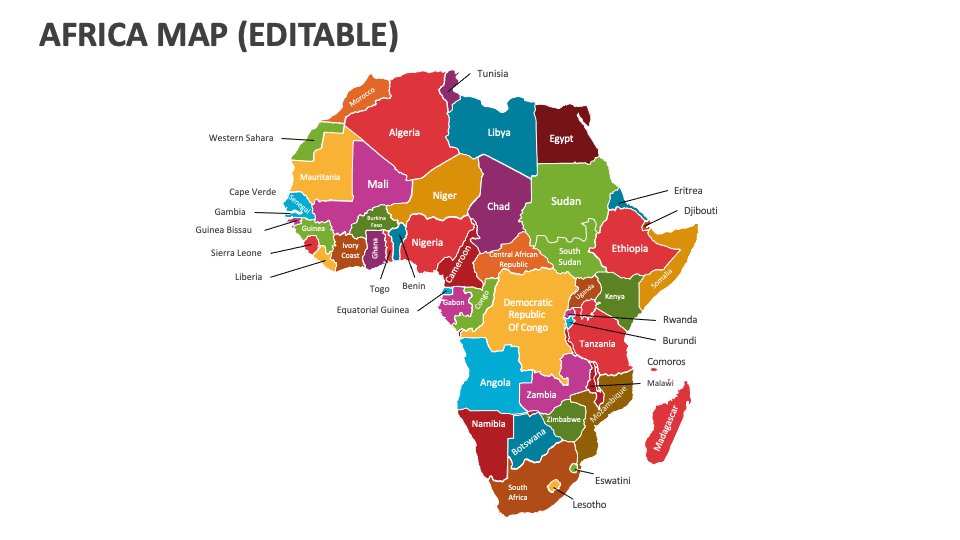 AFRICA MAP (EDITABLE)
Tunisia
Morocco
Algeria
Libya
Egypt
Western Sahara
Mauritania
Mali
Niger
Chad
Sudan
Eritrea
Cape Verde
Senegal
Gambia
Djibouti
Guinea Bissau
Guinea
Burkina
Faso
Sierra Leone
Ivory
Coast
Ghana
Nigeria
Ethiopia
South
Sudan
Central African
Republic
Cameroon
Somalia
Liberia
Togo
Benin
Equatorial Guinea
Gabon
Congo
Democratic
Republic
Of Congo
Uganda
Kenya
Rwanda
Burundi
Tanzania
Comoros
Malawi
Angola
Zambia
Mozambique
Madagascar
Namibia
Botswana
Zimbabwe
South
Africa
Eswatini
Lesotho